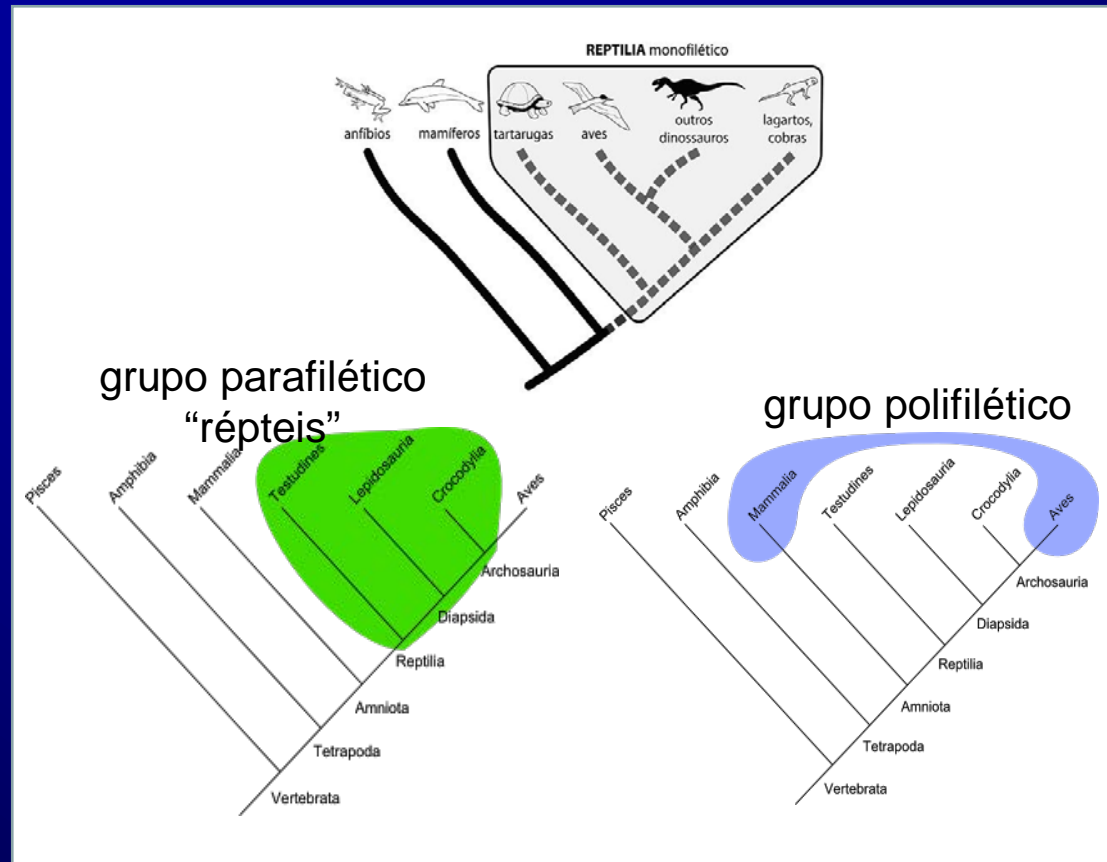 REPTILIA monofilético
anfíbios
mamíferos
tartarugas
aves
outros
dinossauros
lagartos,
cobras
grupo parafilético
“répteis”
Pisces
Amphibia
Mammalia
Testudines
Lepidosauria
Crocodylia
Aves
Archosauria
Diapsida
Reptilia
Amniota
Tetrapoda
Vertebrata
grupo polifilético
Pisces
Amphibia
Mammalia
Testudines
Lepidosauria
Crocodylia
Aves
Archosauria
Diapsida
Reptilia
Amniota
Tetrapoda
Vertebrata